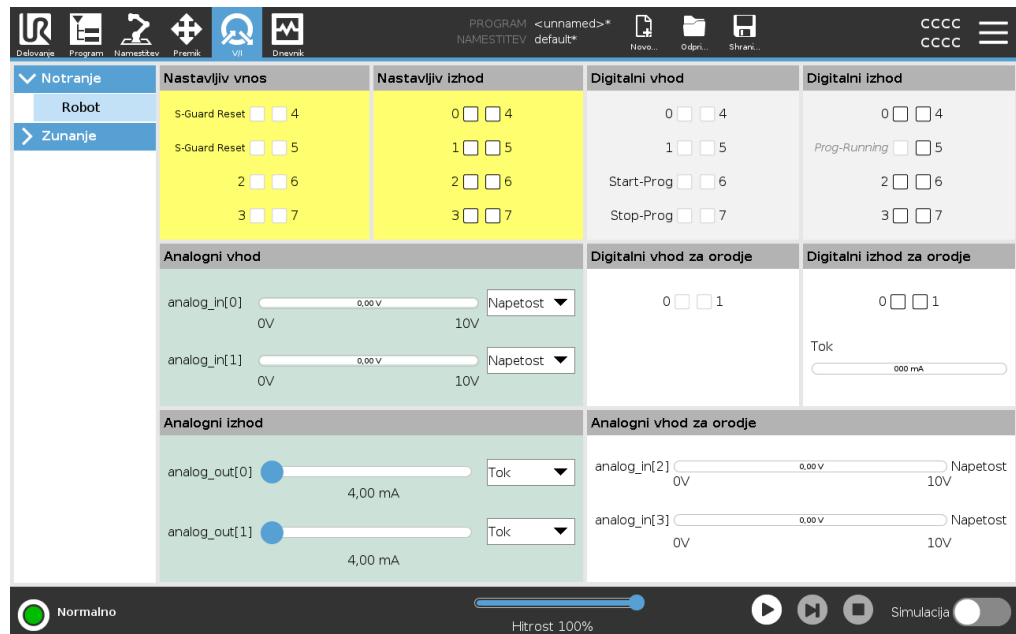 UR
PROGRAM <unnamed>*
NAMESTITEV default*
CCCC
CCCC
Delovanje Program Namestitev Premik V/I Dnevnik Novo... Odpri... Shrani...
Notranje
Robot
Zunanje
Nastavljiv vnos
S-Guard Reset 4
S-Guard Reset 5
2 6
3 7
Nastavljiv izhod
0 4
1 5
2 6
3 7
Digitalni vhod
0 4
1 5
Start-Prog 6
Stop-Prog 7
Digitalni izhod
0 4
Prog-Running 5
2 6
3 7
Analogni vhod
analog_in[0] 0,00 V Napetost
0V 10V
analog_in[1] 0,00 V Napetost
0V 10V
Digitalni vhod za orodje
0 1
Digitalni izhod za orodje
0 1
Tok
000 mA
Analogni izhod
analog_out[0] Tok
4,00 mA
analog_out[1] Tok
4,00 mA
Analogni vhod za orodje
analog_in[2] 0,00 V Napetost
0V 10V
analog_in[3] 0,00 V Napetost
0V 10V
Normalno
Hitrost 100%
Simulacija